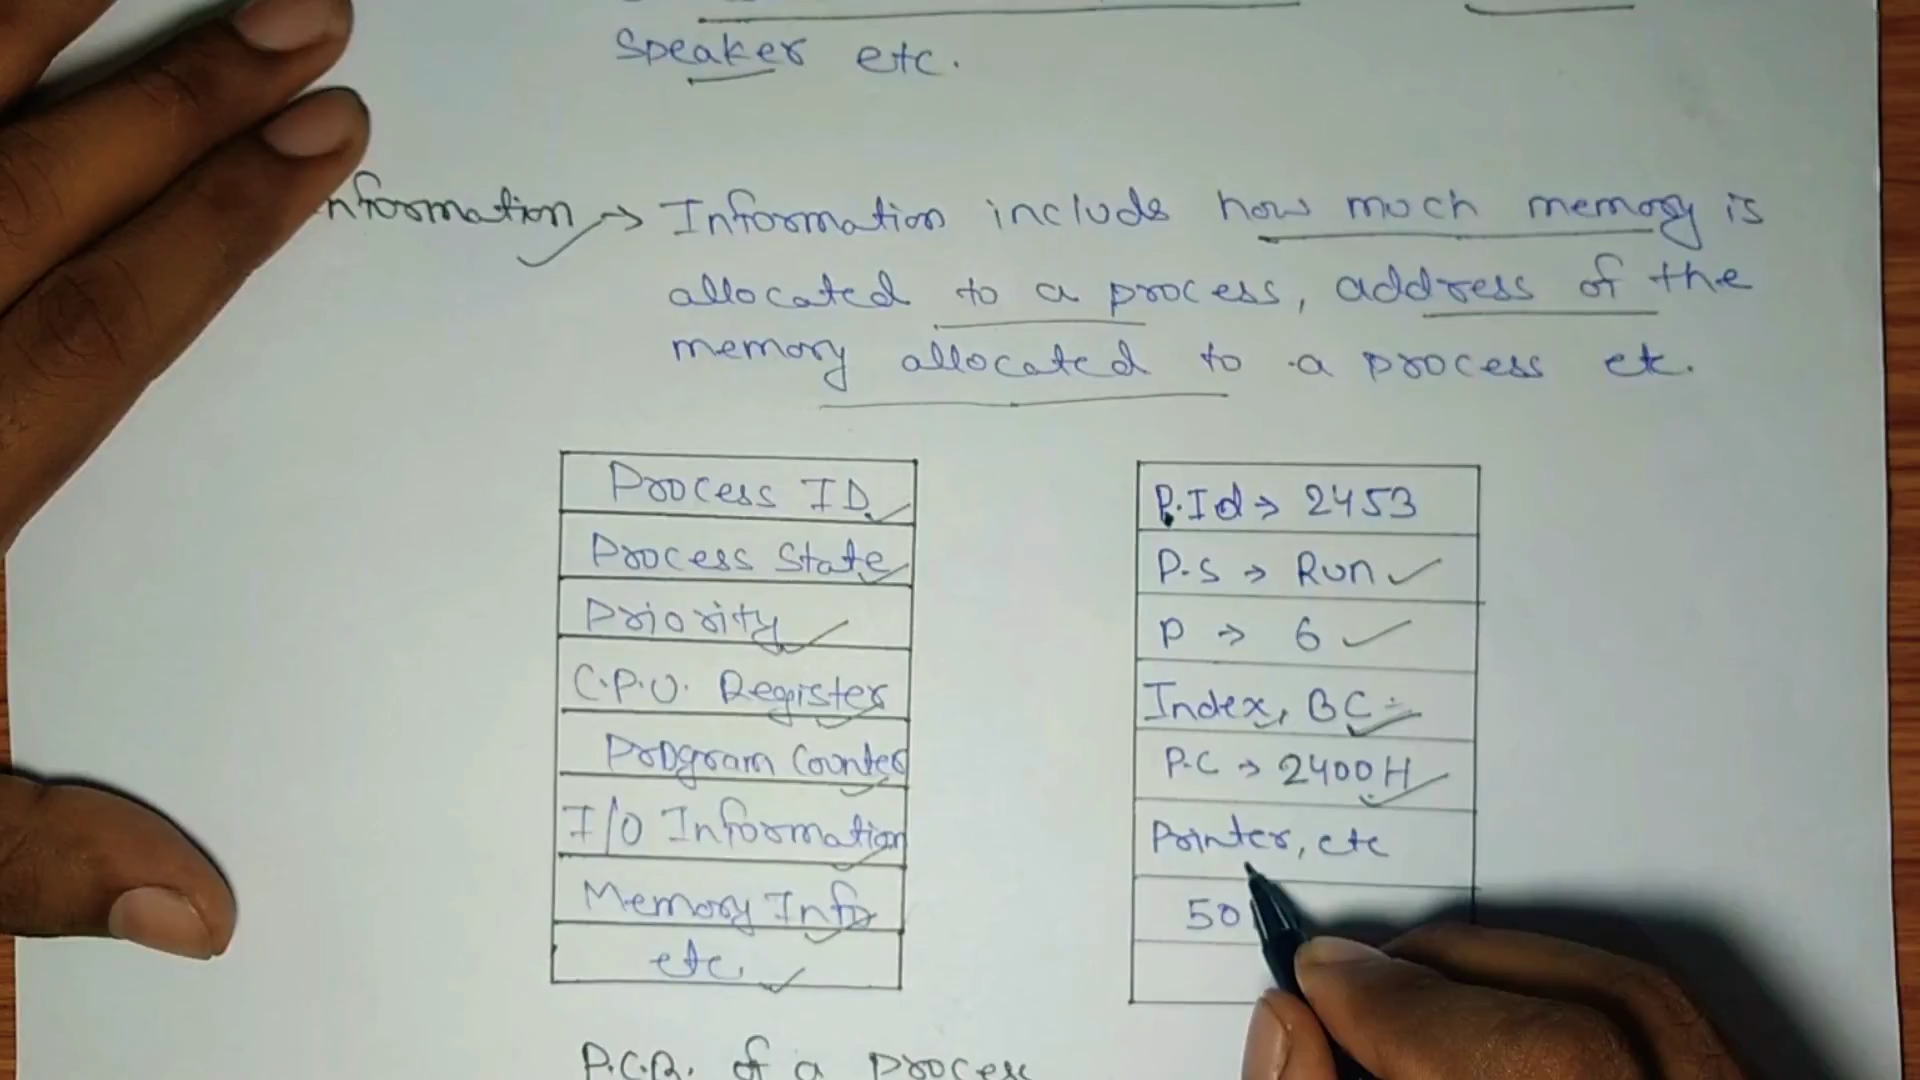 Speaker etc.
nformation → Information include how much memory is
allocated to a process, address of the
memory allocated to a process etc.
Process ID
Process State
Priority
C.P.U. Register
Program Counter
I/O Information
Memory Info
etc.
P.Id → 2453
P.S → Run
P → 6
Index, BC
P.C → 2400H
Printer, etc
50
P.C.B. of a process